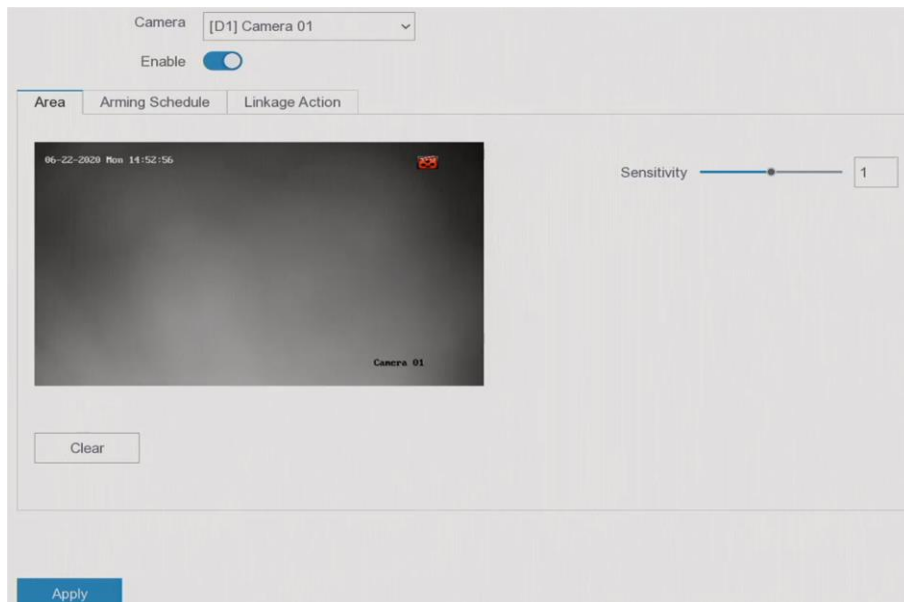 Camera [D1] Camera 01
Enable
Area Arming Schedule Linkage Action
06-22-2020 Mon 14:52:56
Sensitivity 1
Camera 01
Clear
Apply